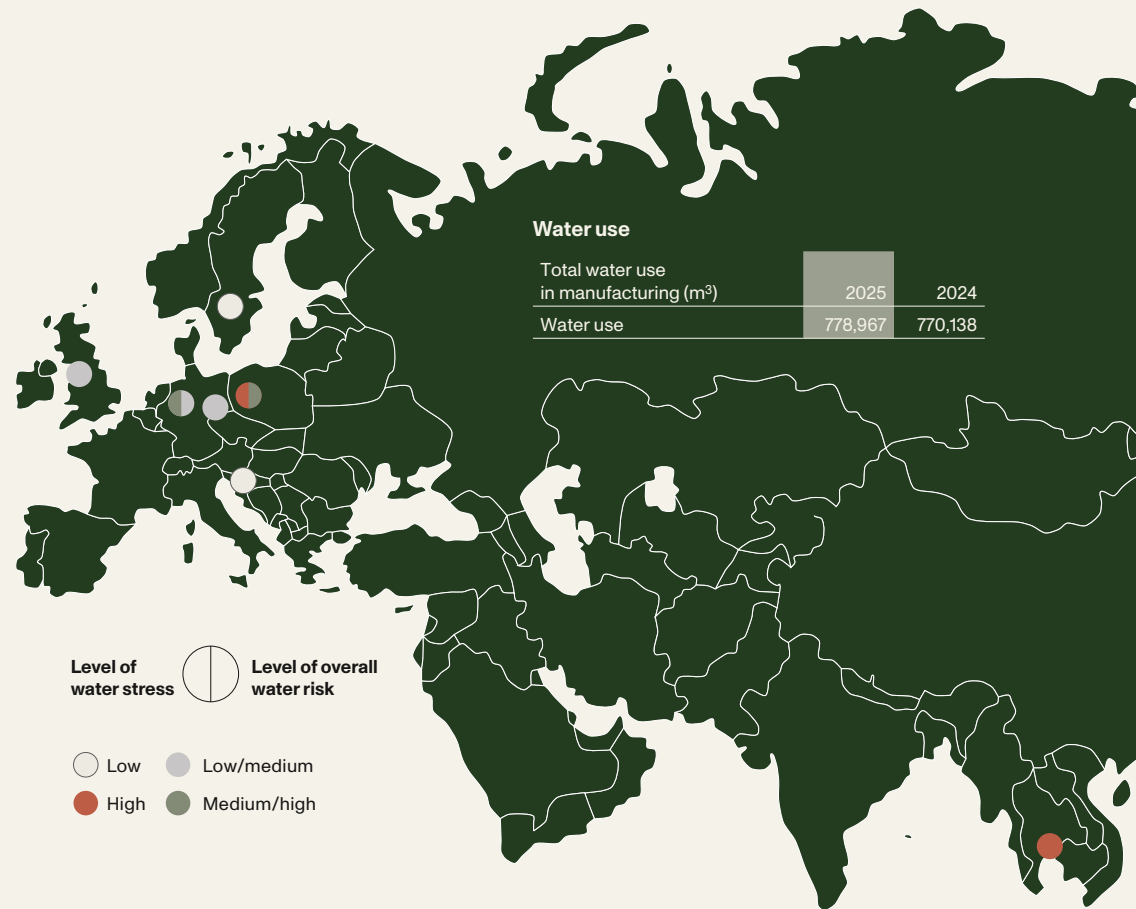 Water use
Total water use
in manufacturing (m³) 2025 2024
Water use 778,967 770,138
Level of
water stress
Level of overall
water risk
Low
Low/medium
High
Medium/high